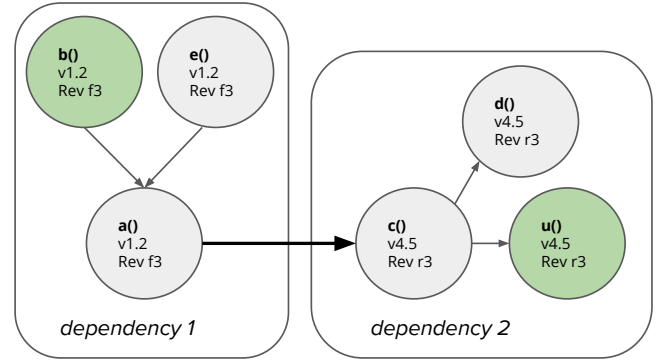 b()
v1.2
Rev f3
e()
v1.2
Rev f3
a()
v1.2
Rev f3
dependency 1
d()
v4.5
Rev r3
c()
v4.5
Rev r3
u()
v4.5
Rev r3
dependency 2